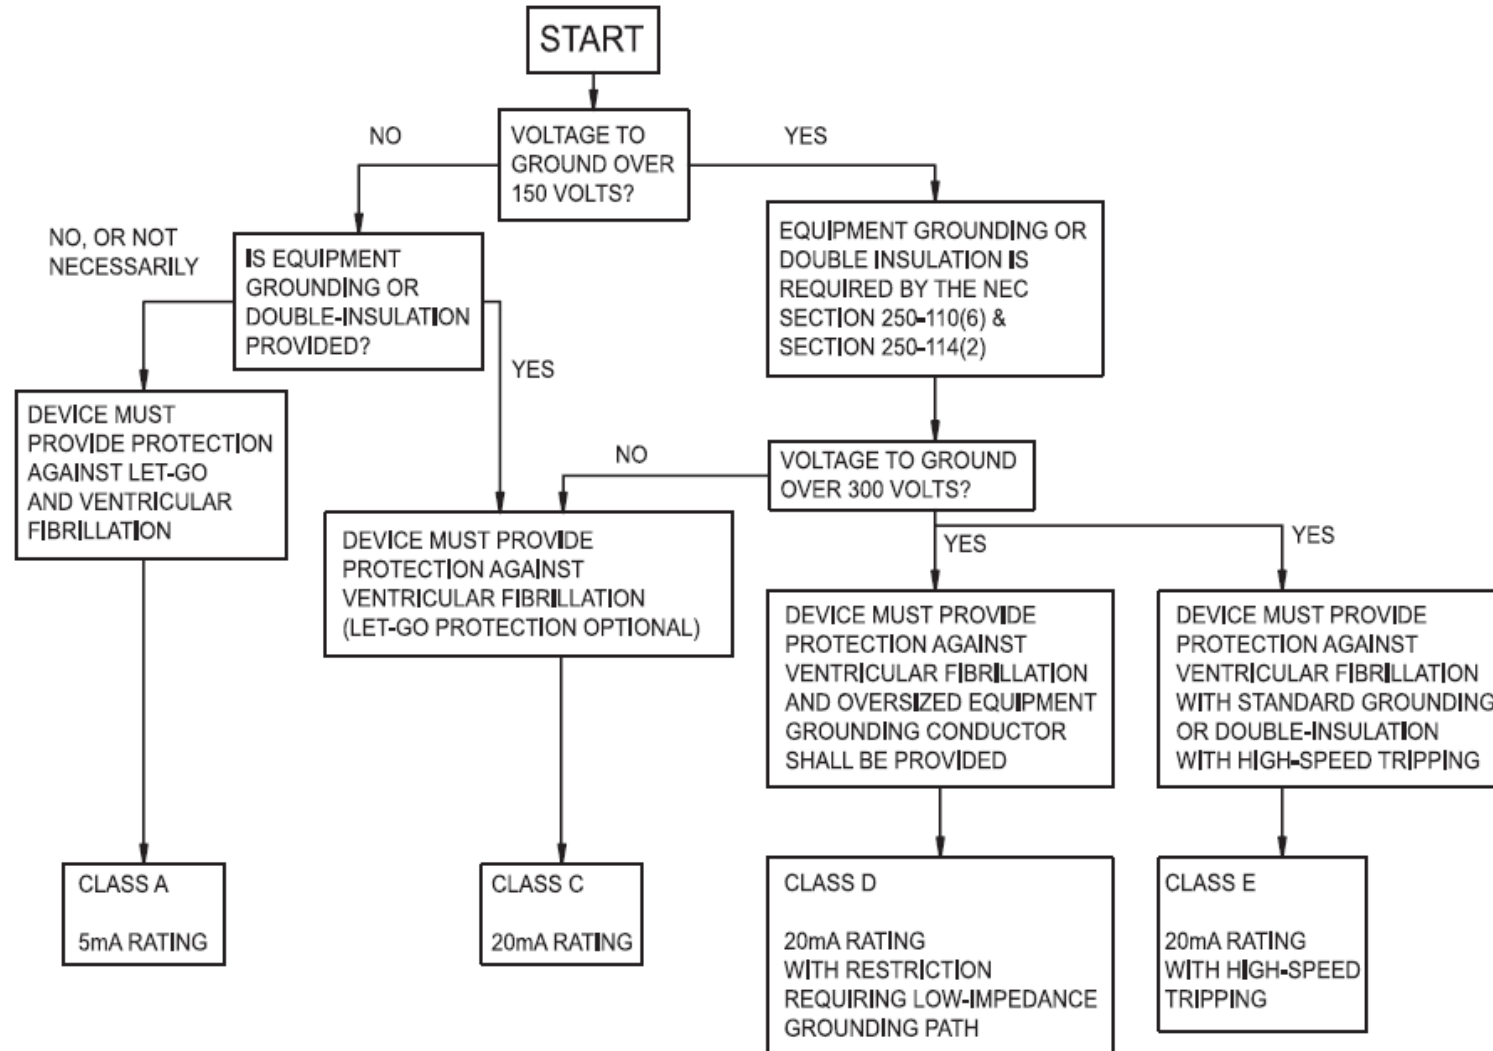 START
NO
VOLTAGE TO
GROUND OVER
150 VOLTS?
YES
NO, OR NOT
NECESSARILY
IS EQUIPMENT
GROUNDING OR
DOUBLE-INSULATION
PROVIDED?
YES
EQUIPMENT GROUNDING OR
DOUBLE INSULATION IS
REQUIRED BY THE NEC
SECTION 250-110(6) &
SECTION 250-114(2)
DEVICE MUST
PROVIDE PROTECTION
AGAINST LET-GO
AND VENTRICULAR
FIBRILLATION
NO
VOLTAGE TO GROUND
OVER 300 VOLTS?
YES
YES
DEVICE MUST PROVIDE
PROTECTION AGAINST
VENTRICULAR FIBRILLATION
(LET-GO PROTECTION OPTIONAL)
DEVICE MUST PROVIDE
PROTECTION AGAINST
VENTRICULAR FIBRILLATION
AND OVERSIZED EQUIPMENT
GROUNDING CONDUCTOR
SHALL BE PROVIDED
DEVICE MUST PROVIDE
PROTECTION AGAINST
VENTRICULAR FIBRILLATION
WITH STANDARD GROUNDING
OR DOUBLE-INSULATION
WITH HIGH-SPEED TRIPPING
CLASS A
5mA RATING
CLASS C
20mA RATING
CLASS D
20mA RATING
WITH RESTRICTION
REQUIRING LOW-IMPEDANCE
GROUNDING PATH
CLASS E
20mA RATING
WITH HIGH-SPEED
TRIPPING